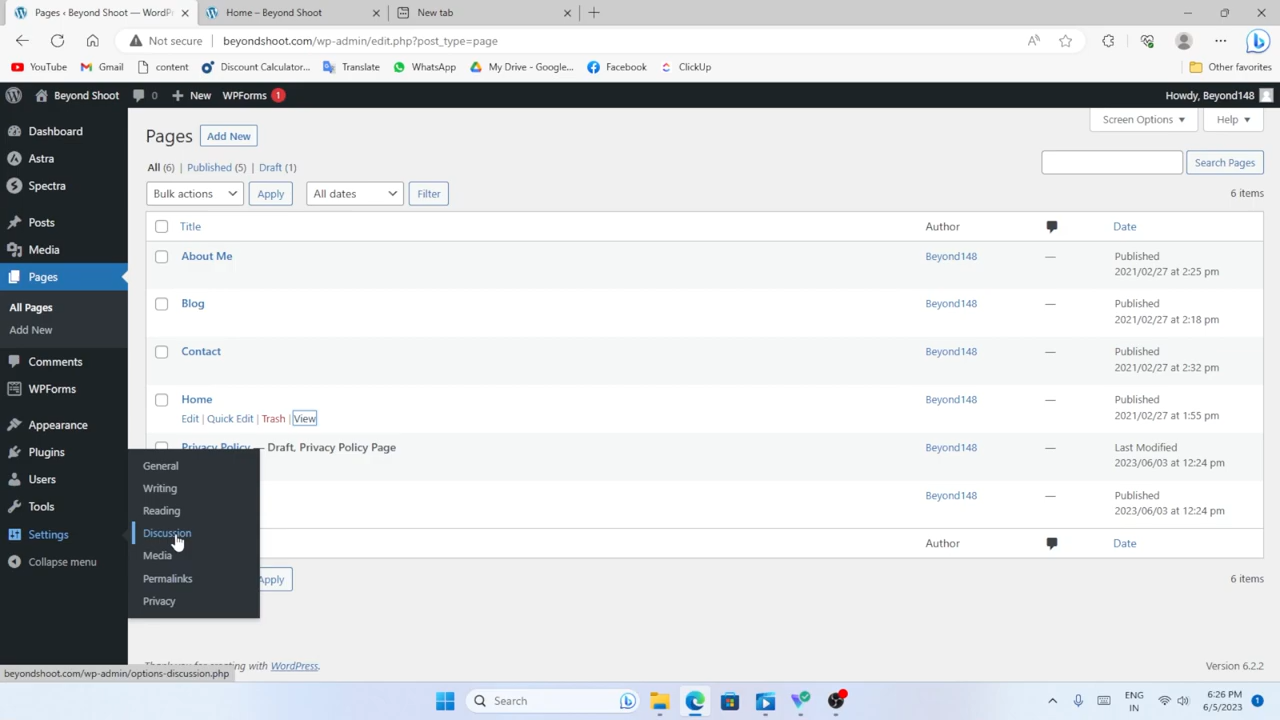 Pages ‹ Beyond Shoot — WordPr
Home – Beyond Shoot
New tab
Not secure
beyondshoot.com/wp-admin/edit.php?post_type=page
YouTube
Gmail
content
Discount Calculator...
Translate
WhatsApp
My Drive - Google...
Facebook
ClickUp
Other favorites
Beyond Shoot
0
New
WPForms 1
Howdy, Beyond148
Dashboard
Astra
Spectra
Posts
Media
Pages
All Pages
Add New
Comments
WPForms
Appearance
Plugins
Users
Tools
Settings
Collapse menu
General
Writing
Reading
Discussion
Media
Permalinks
Privacy
Screen Options
Help
Pages
Add New
All (6) | Published (5) | Draft (1)
Search Pages
Bulk actions
Apply
All dates
Filter
6 items
Title
Author
Date
About Me
Beyond148
—
Published
2021/02/27 at 2:25 pm
Blog
Beyond148
—
Published
2021/02/27 at 2:18 pm
Contact
Beyond148
—
Published
2021/02/27 at 2:32 pm
Home
Edit | Quick Edit | Trash | View
Beyond148
—
Published
2021/02/27 at 1:55 pm
Privacy Policy — Draft, Privacy Policy Page
Beyond148
—
Last Modified
2023/06/03 at 12:24 pm
Beyond148
—
Published
2023/06/03 at 12:24 pm
Author
Date
Apply
6 items
Thank you for creating with WordPress.
Version 6.2.2
beyondshoot.com/wp-admin/options-discussion.php
Search
ENG
IN
6:26 PM
6/5/2023
1